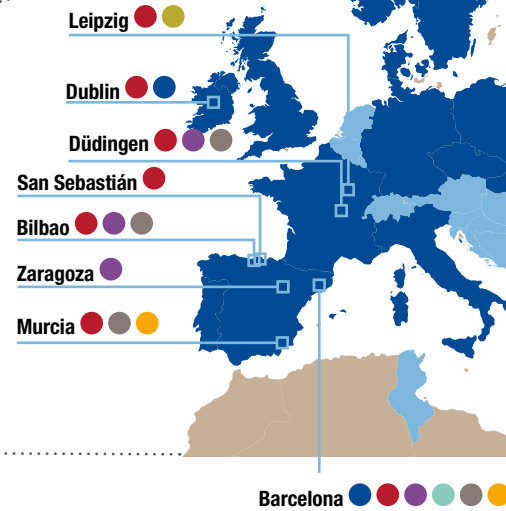 Leipzig
Dublin
Düdingen
San Sebastián
Bilbao
Zaragoza
Murcia
Barcelona